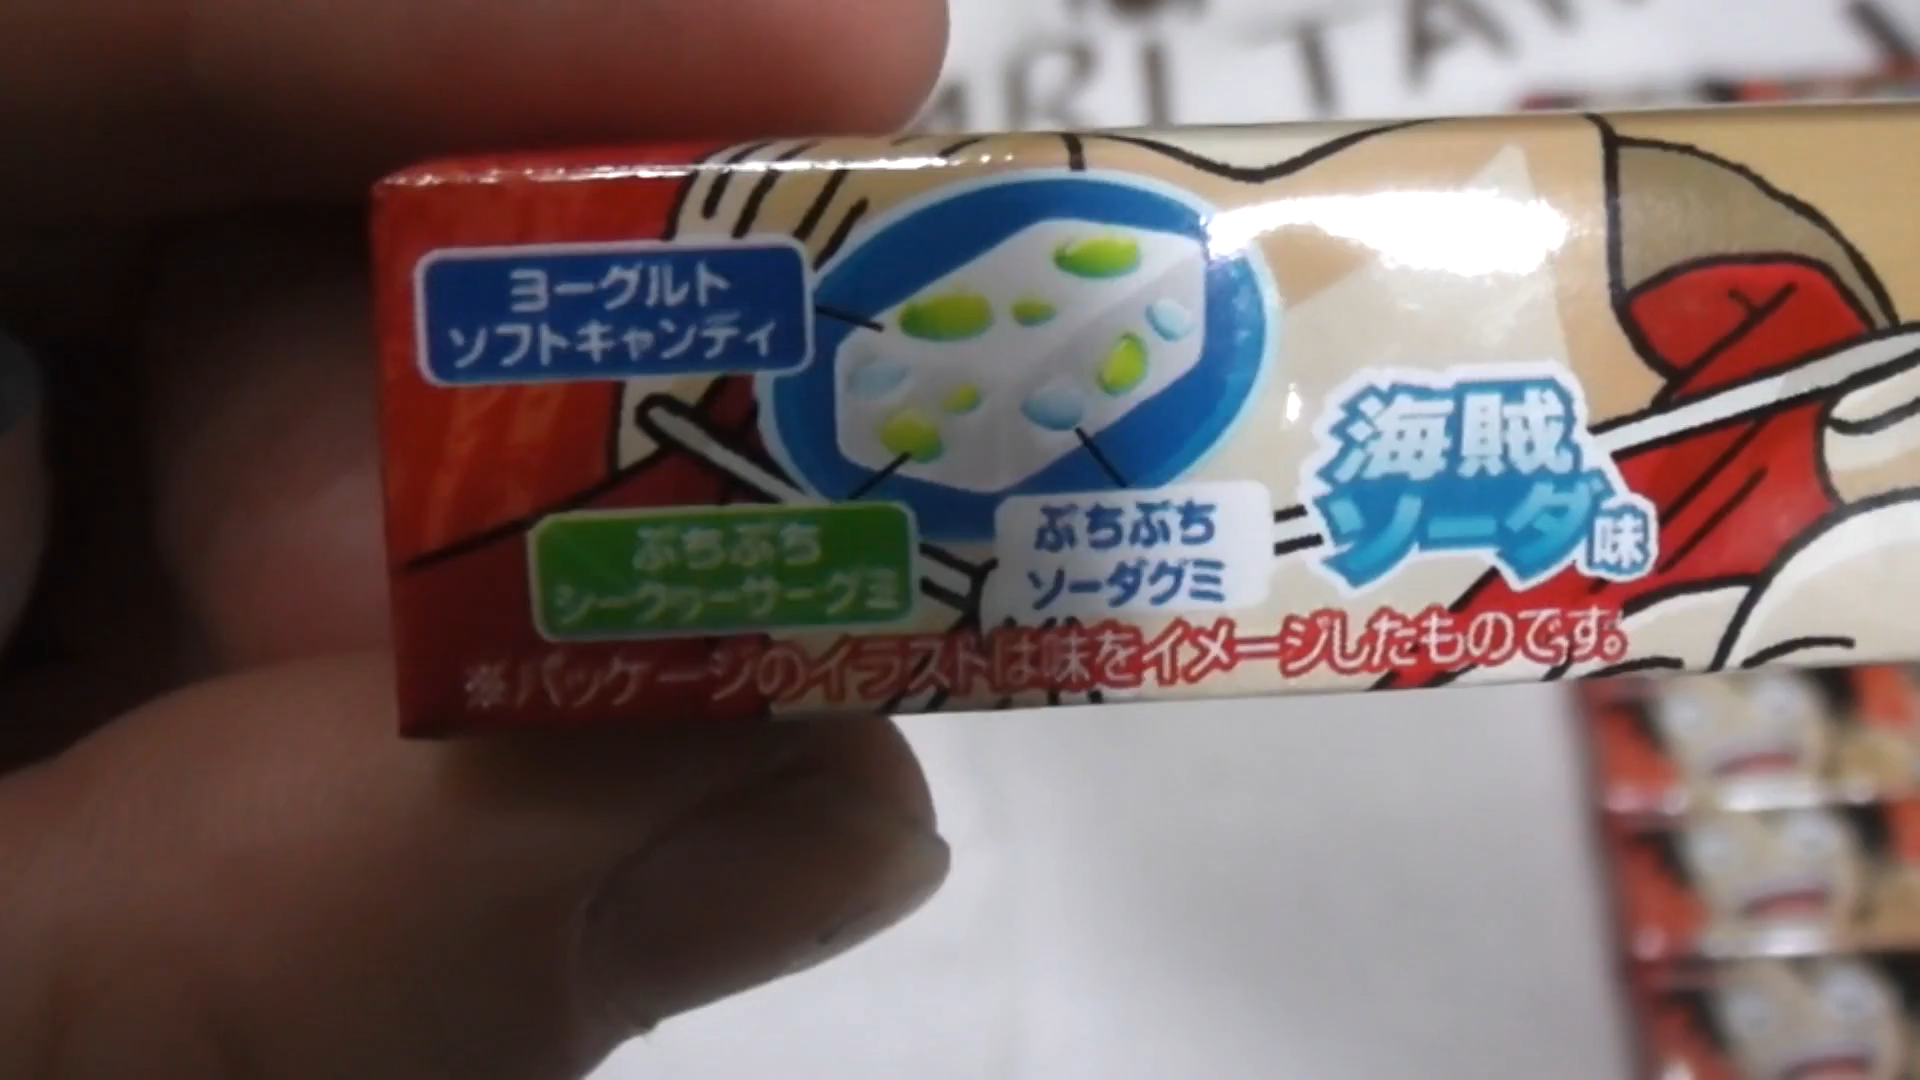 ヨーグルト
ソフトキャンディ
ぷちぷち
シークヮーサーグミ
ぷちぷち
ソーダグミ
海賊
ソーダ味
※パッケージのイラストは味をイメージしたものです。